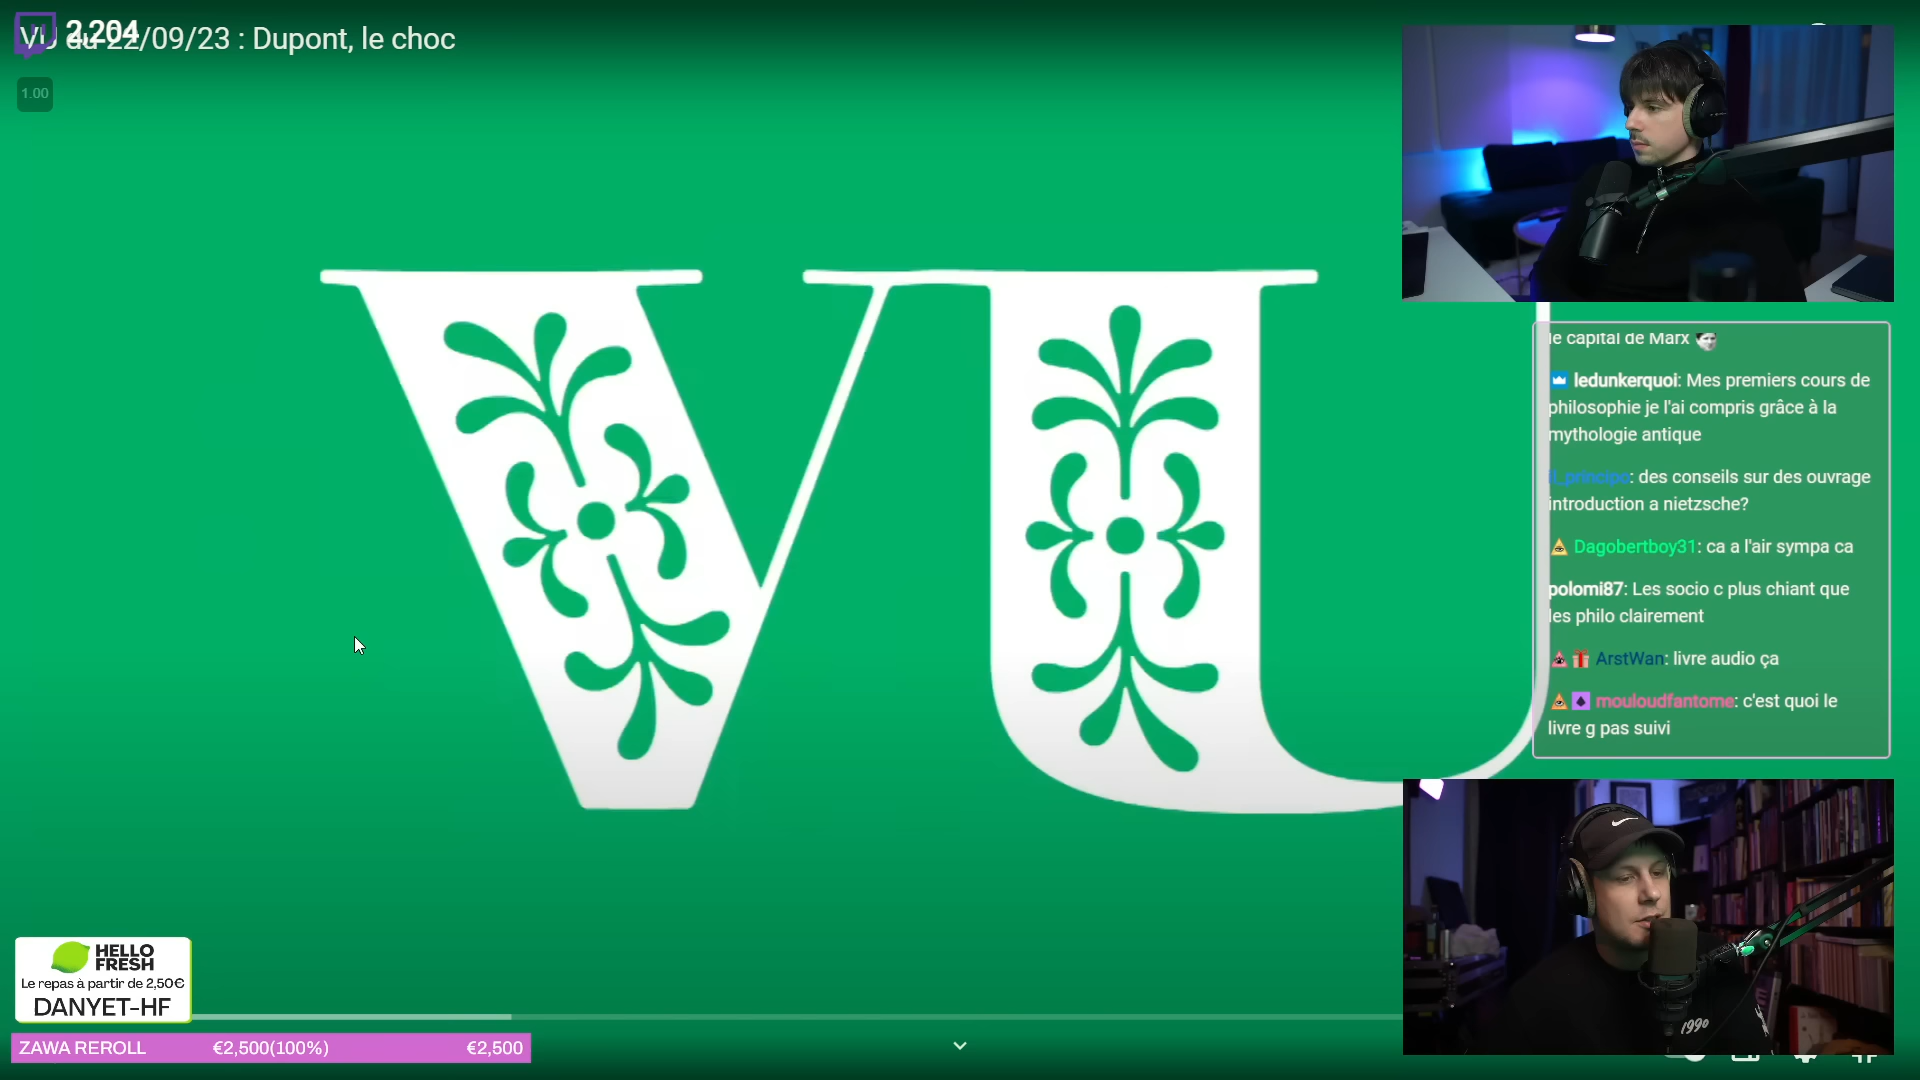 2,204
VU du 22/09/23 : Dupont, le choc
1.00
VU
le capital de Marx
ledunkerquoi: Mes premiers cours de
philosophie je l'ai compris grâce à la
mythologie antique
il_principe: des conseils sur des ouvrage
introduction a nietzsche?
Dagobertboy31: ca a l'air sympa ca
polomi87: Les socio c plus chiant que
les philo clairement
ArstWan: livre audio ça
mouloudfantome: c'est quoi le
livre g pas suivi
HELLO
FRESH
Le repas à partir de 2,50€
DANYET-HF
ZAWA REROLL €2,500(100%) €2,500
1990